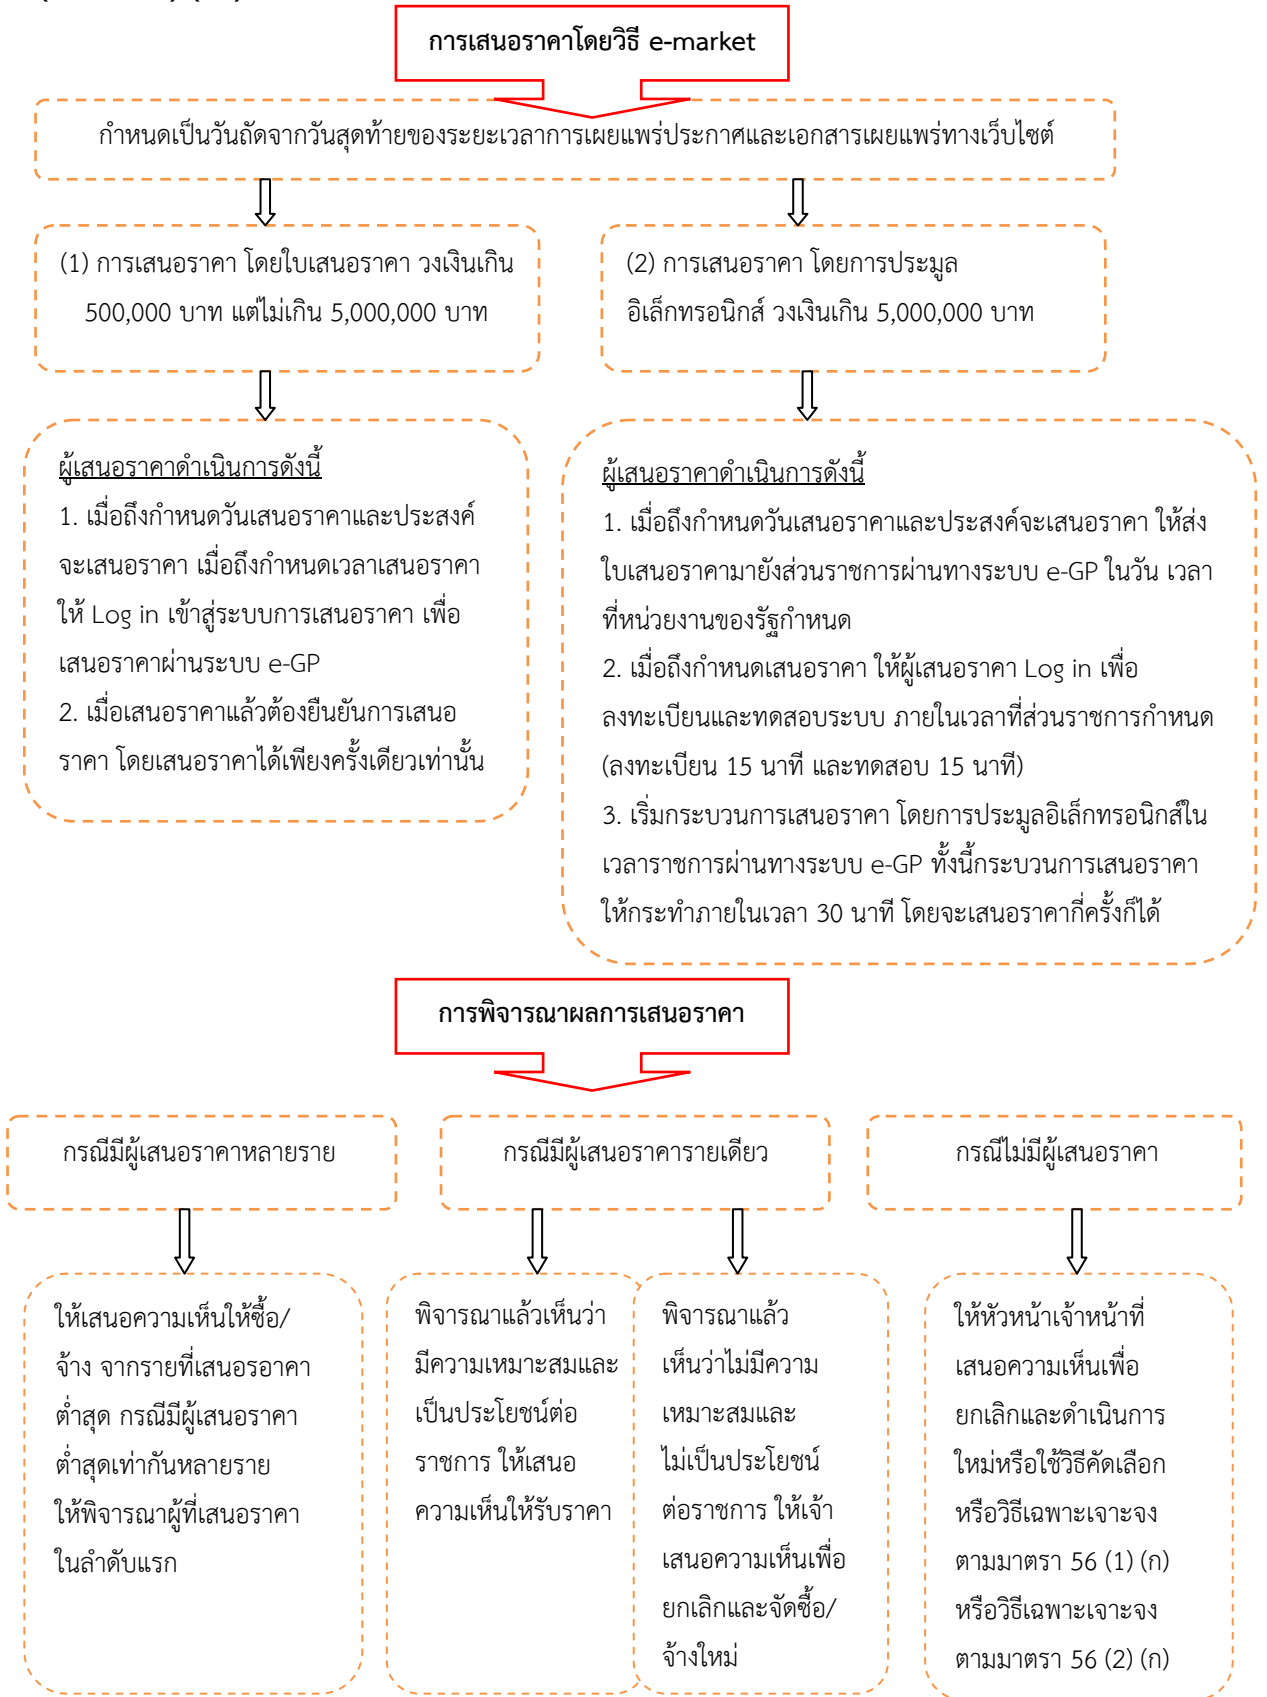 การเสนอราคาโดยวิธี e-market
กำหนดเป็นวันถัดจากวันสุดท้ายของระยะเวลาการเผยแพร่ประกาศและเอกสารเผยแพร่ทางเว็บไซต์
(1) การเสนอราคา โดยใบเสนอราคา วงเงินเกิน
500,000 บาท แต่ไม่เกิน 5,000,000 บาท
(2) การเสนอราคา โดยการประมูล
อิเล็กทรอนิกส์ วงเงินเกิน 5,000,000 บาท
ผู้เสนอราคาดำเนินการดังนี้
1. เมื่อถึงกำหนดวันเสนอราคาและประสงค์
จะเสนอราคา เมื่อถึงกำหนดเวลาเสนอราคา
ให้ Log in เข้าสู่ระบบการเสนอราคา เพื่อ
เสนอราคาผ่านระบบ e-GP
2. เมื่อเสนอราคาแล้วต้องยืนยันการเสนอ
ราคา โดยเสนอราคาได้เพียงครั้งเดียวเท่านั้น
ผู้เสนอราคาดำเนินการดังนี้
1. เมื่อถึงกำหนดวันเสนอราคาและประสงค์จะเสนอราคา ให้ส่ง
ใบเสนอราคามายังส่วนราชการผ่านทางระบบ e-GP ในวัน เวลา
ที่หน่วยงานของรัฐกำหนด
2. เมื่อถึงกำหนดเสนอราคา ให้ผู้เสนอราคา Log in เพื่อ
ลงทะเบียนและทดสอบระบบ ภายในเวลาที่ส่วนราชการกำหนด
(ลงทะเบียน 15 นาที และทดสอบ 15 นาที)
3. เริ่มกระบวนการเสนอราคา โดยการประมูลอิเล็กทรอนิกส์ใน
เวลาราชการผ่านทางระบบ e-GP ทั้งนี้กระบวนการเสนอราคา
ให้กระทำภายในเวลา 30 นาที โดยจะเสนอราคากี่ครั้งก็ได้
การพิจารณาผลการเสนอราคา
กรณีมีผู้เสนอราคาหลายราย
กรณีมีผู้เสนอราคารายเดียว
กรณีไม่มีผู้เสนอราคา
ให้เสนอความเห็นให้ซื้อ/
จ้าง จากรายที่เสนอรอาคา
ต่ำสุด กรณีมีผู้เสนอราคา
ต่ำสุดเท่ากันหลายราย
ให้พิจารณาผู้ที่เสนอราคา
ในลำดับแรก
พิจารณาแล้วเห็นว่า
มีความเหมาะสมและ
เป็นประโยชน์ต่อ
ราชการ ให้เสนอ
ความเห็นให้รับราคา
พิจารณาแล้ว
เห็นว่าไม่มีความ
เหมาะสมและ
ไม่เป็นประโยชน์
ต่อราชการ ให้เจ้า
เสนอความเห็นเพื่อ
ยกเลิกและจัดซื้อ/
จ้างใหม่
ให้หัวหน้าเจ้าหน้าที่
เสนอความเห็นเพื่อ
ยกเลิกและดำเนินการ
ใหม่หรือใช้วิธีคัดเลือก
หรือวิธีเฉพาะเจาะจง
ตามมาตรา 56 (1) (ก)
หรือวิธีเฉพาะเจาะจง
ตามมาตรา 56 (2) (ก)